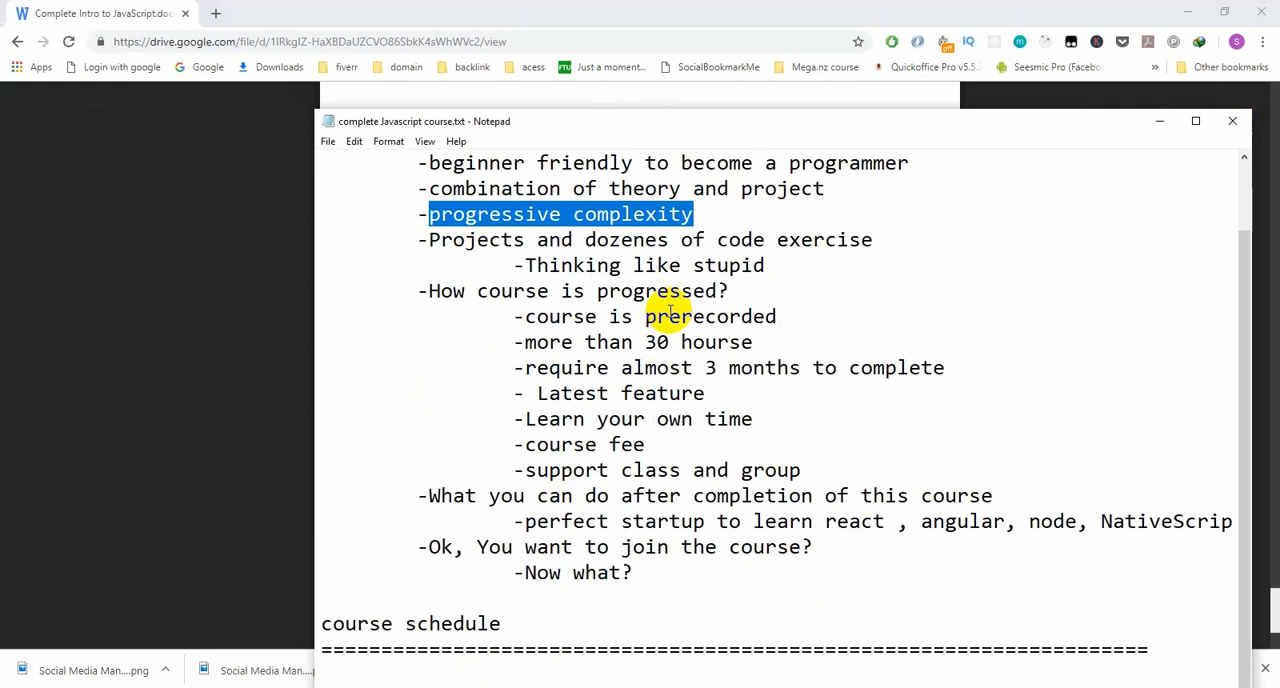 Complete Intro to JavaScript.doc
https://drive.google.com/file/d/1IRkgIZ-HaXBDaUZCVO86SbkK4sWhWVc2/view
Apps Login with google Google Downloads fiverr domain backlink acess Just a moment... SocialBookmarkMe Mega.nz course Quickoffice Pro v5.5... Seesmic Pro (Facebo » Other bookmarks
complete Javascript course.txt - Notepad
File Edit Format View Help
-beginner friendly to become a programmer
-combination of theory and project
-progressive complexity
-Projects and dozenes of code exercise
-Thinking like stupid
-How course is progressed?
-course is prerecorded
-more than 30 hourse
-require almost 3 months to complete
- Latest feature
-Learn your own time
-course fee
-support class and group
-What you can do after completion of this course
-perfect startup to learn react , angular, node, NativeScrip
-Ok, You want to join the course?
-Now what?
course schedule
=====================================================================
Social Media Man....png Social Media Man....p